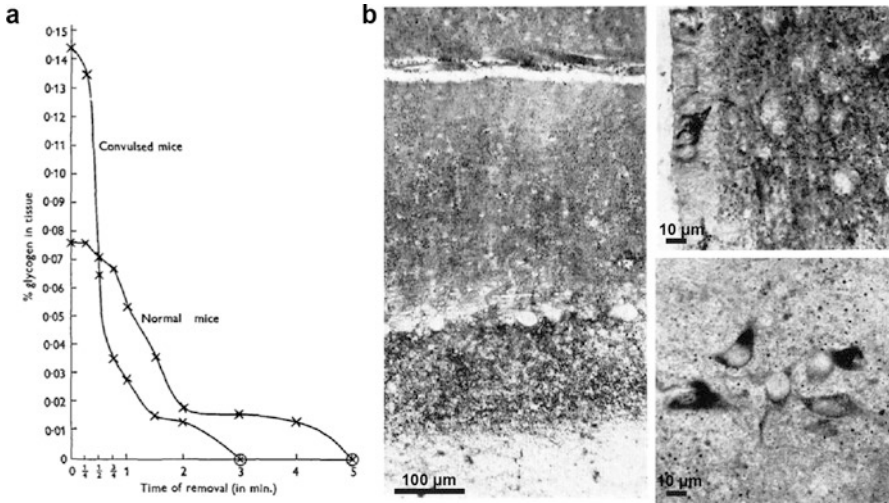 a
0·15
0·14
0·13
0·12
0·11
0·10
0·09
0·08
0·07
0·06
0·05
0·04
0·03
0·02
0·01
0
% glycogen in tissue
Convulsed mice
Normal mice
0 ¼ ½ ¾ 1 2 3 4 5
Time of removal (in min.)
b
100 µm
10 µm
10 µm